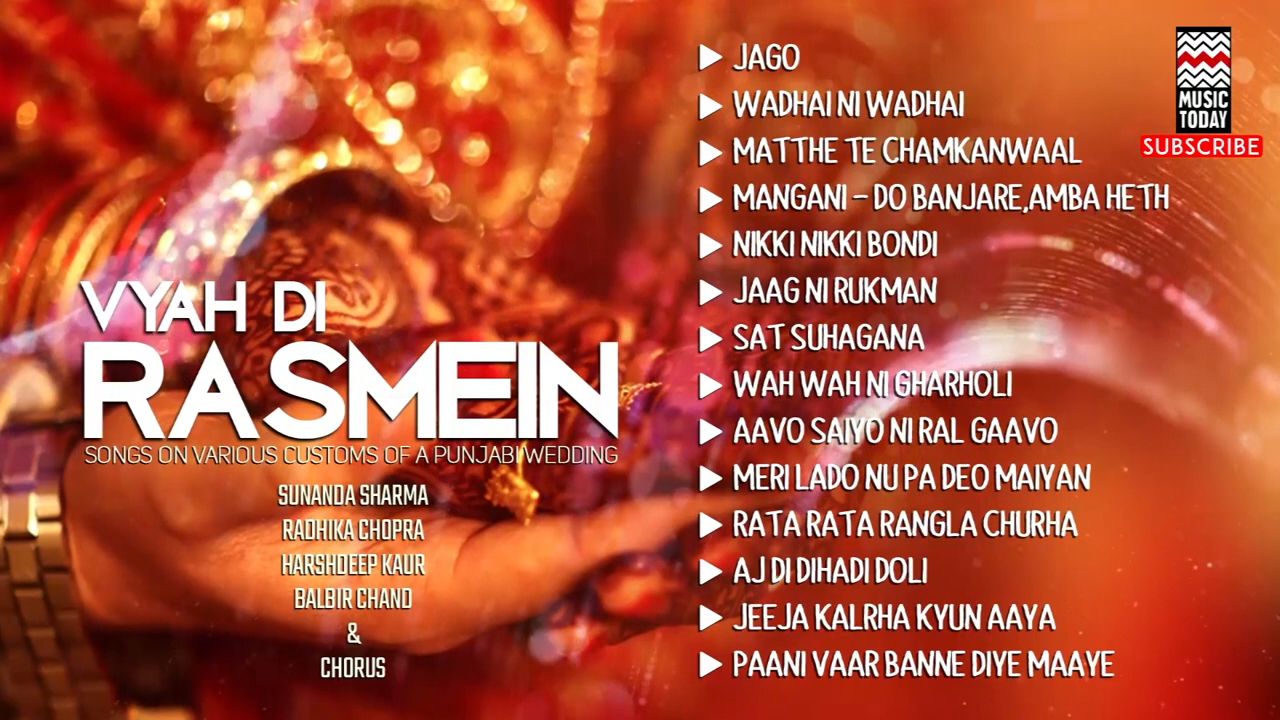 VYAH DI
RASMEIN
SONGS ON VARIOUS CUSTOMS OF A PUNJABI WEDDING
SUNANDA SHARMA
RADHIKA CHOPRA
HARSHDEEP KAUR
BALBIR CHAND
&
CHORUS
JAGO
WADHAI NI WADHAI
MATTHE TE CHAMKANWAAL
MANGANI - DO BANJARE,AMBA HETH
NIKKI NIKKI BONDI
JAAG NI RUKMAN
SAT SUHAGANA
WAH WAH NI GHARHOLI
AAVO SAIYO NI RAL GAAVO
MERI LADO NU PA DEO MAIYAN
RATA RATA RANGLA CHURHA
AJ DI DIHADI DOLI
JEEJA KALRHA KYUN AAYA
PAANI VAAR BANNE DIYE MAAYE
MUSIC
TODAY
SUBSCRIBE